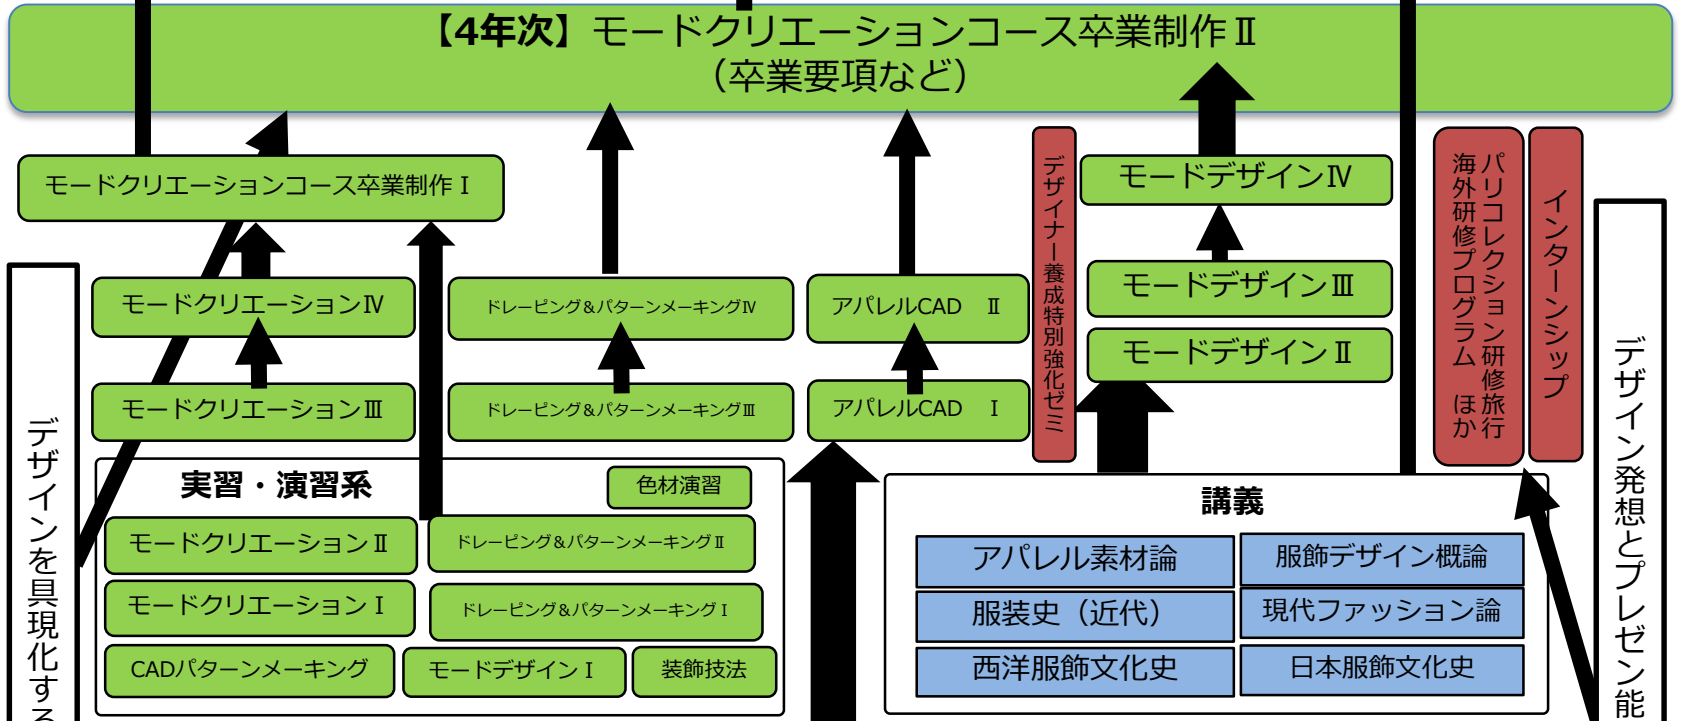 【4年次】モードクリエーションコース卒業制作Ⅱ
（卒業要項など）
モードクリエーションコース卒業制作Ⅰ
モードデザインⅣ
モードクリエーションⅣ
ドレーピング&パターンメーキングⅣ
アパレルCAD　Ⅱ
モードデザインⅢ
モードデザインⅡ
モードクリエーションⅢ
ドレーピング&パターンメーキングⅢ
アパレルCAD　Ⅰ
デザイナー養成特別強化ゼミ
パリコレクション研修旅行
海外研修プログラム　ほか
インターンシップ
デザインを具現化する
実習・演習系
色材演習
モードクリエーションⅡ
ドレーピング&パターンメーキングⅡ
モードクリエーションⅠ
ドレーピング&パターンメーキングⅠ
CADパターンメーキング
モードデザインⅠ
装飾技法
講義
アパレル素材論
服飾デザイン概論
服装史（近代）
現代ファッション論
西洋服飾文化史
日本服飾文化史
デザイン発想とプレゼン能